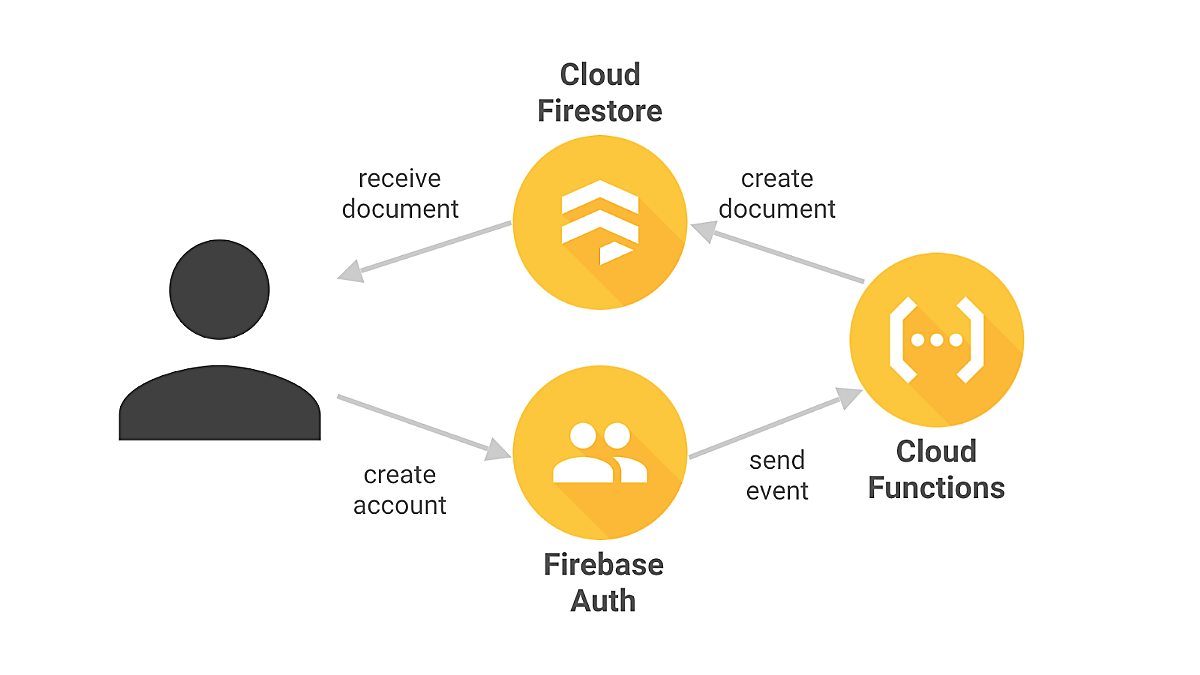 Cloud
Firestore
receive
document
create
document
create
account
send
event
Cloud
Functions
Firebase
Auth